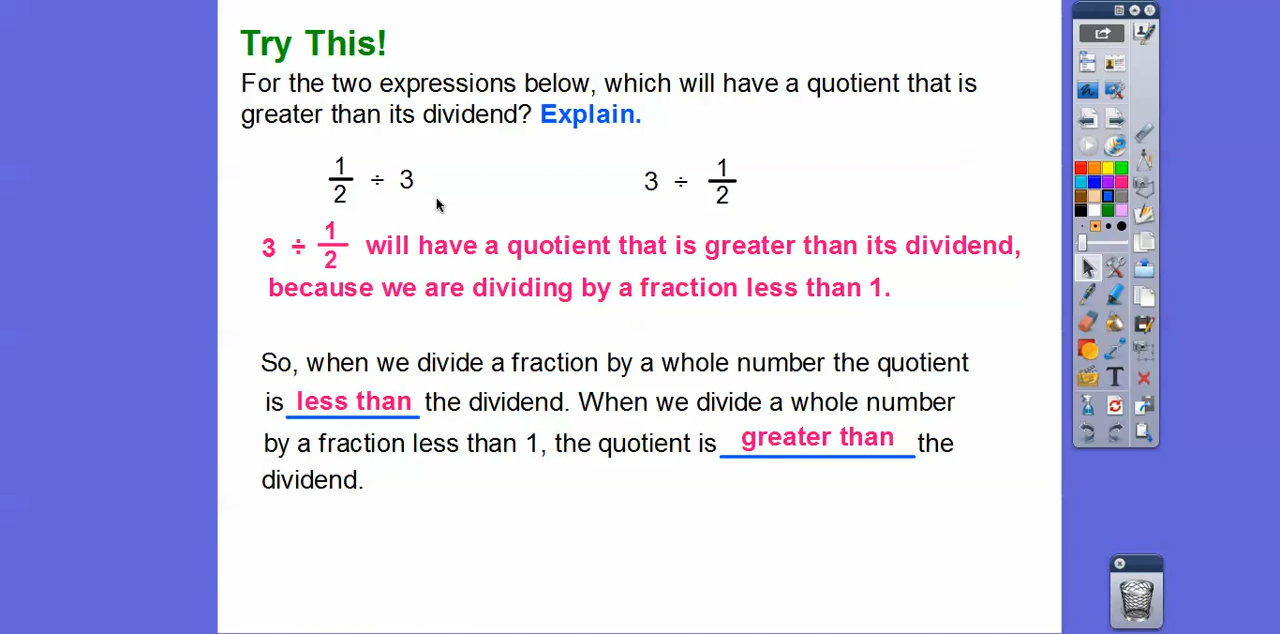 Try This!
For the two expressions below, which will have a quotient that is
greater than its dividend? Explain.
1/2 ÷ 3
3 ÷ 1/2
3 ÷ 1/2 will have a quotient that is greater than its dividend,
because we are dividing by a fraction less than 1.
So, when we divide a fraction by a whole number the quotient
is less than the dividend. When we divide a whole number
by a fraction less than 1, the quotient is greater than the
dividend.